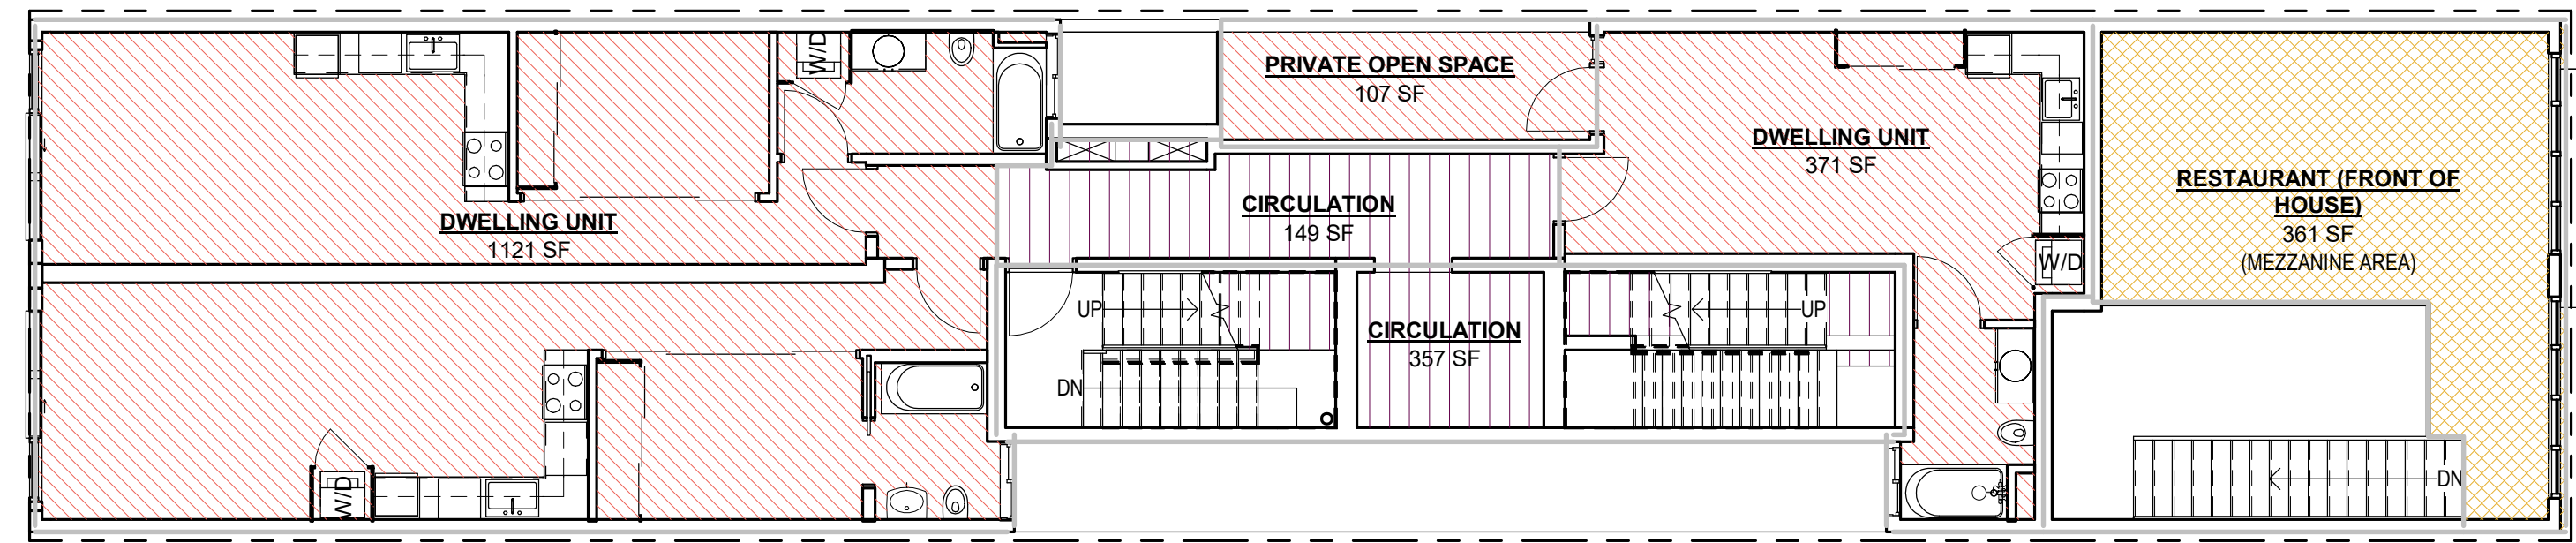 W/D
PRIVATE OPEN SPACE
107 SF
DWELLING UNIT
371 SF
RESTAURANT (FRONT OF
HOUSE)
361 SF
(MEZZANINE AREA)
CIRCULATION
149 SF
DWELLING UNIT
1121 SF
W/D
UP
UP
CIRCULATION
357 SF
DN
DN
W/D